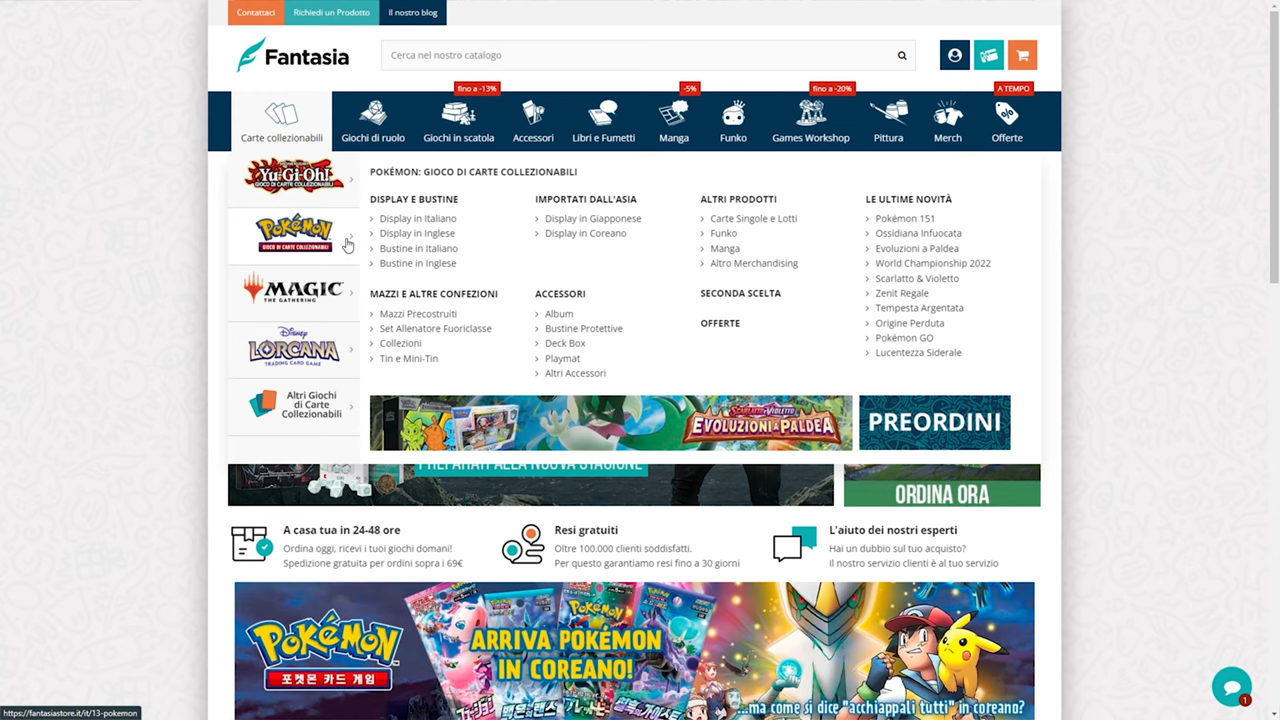 Contattaci
Richiedi un Prodotto
Il nostro blog
Fantasia
Cerca nel nostro catalogo
fino a -13%
-5%
fino a -20%
A TEMPO
Carte collezionabili
Giochi di ruolo
Giochi in scatola
Accessori
Libri e Fumetti
Manga
Funko
Games Workshop
Pittura
Merch
Offerte
Yu-Gi-Oh!
GIOCO DI CARTE COLLEZIONABILI
Pokémon
GIOCO DI CARTE COLLEZIONABILI
MAGIC
THE GATHERING
Disney
LORCANA
TRADING CARD GAME
Altri Giochi
di Carte
Collezionabili
POKÉMON: GIOCO DI CARTE COLLEZIONABILI
DISPLAY E BUSTINE
Display in Italiano
Display in Inglese
Bustine in Italiano
Bustine in Inglese
MAZZI E ALTRE CONFEZIONI
Mazzi Precostruiti
Set Allenatore Fuoriclasse
Collezioni
Tin e Mini-Tin
IMPORTATI DALL'ASIA
Display in Giapponese
Display in Coreano
ACCESSORI
Album
Bustine Protettive
Deck Box
Playmat
Altri Accessori
ALTRI PRODOTTI
Carte Singole e Lotti
Funko
Manga
Altro Merchandising
SECONDA SCELTA
OFFERTE
LE ULTIME NOVITÀ
Pokémon 151
Ossidiana Infuocata
Evoluzioni a Paldea
World Championship 2022
Scarlatto & Violetto
Zenit Regale
Tempesta Argentata
Origine Perduta
Pokémon GO
Lucentezza Siderale
SCARLATTO E VIOLETTO
EVOLUZIONI A PALDEA
PREORDINI
PREPARATI ALLA NUOVA STAGIONE
ORDINA ORA
A casa tua in 24-48 ore
Ordina oggi, ricevi i tuoi giochi domani!
Spedizione gratuita per ordini sopra i 69€
Resi gratuiti
Oltre 100.000 clienti soddisfatti.
Per questo garantiamo resi fino a 30 giorni
L'aiuto dei nostri esperti
Hai un dubbio sul tuo acquisto?
Il nostro servizio clienti è al tuo servizio
POKÉMON
포켓몬 카드 게임
ARRIVA POKÉMON
IN COREANO!
...ma come si dice "acchiappali tutti" in coreano?
1
https://fantasiastore.it/it/13-pokemon